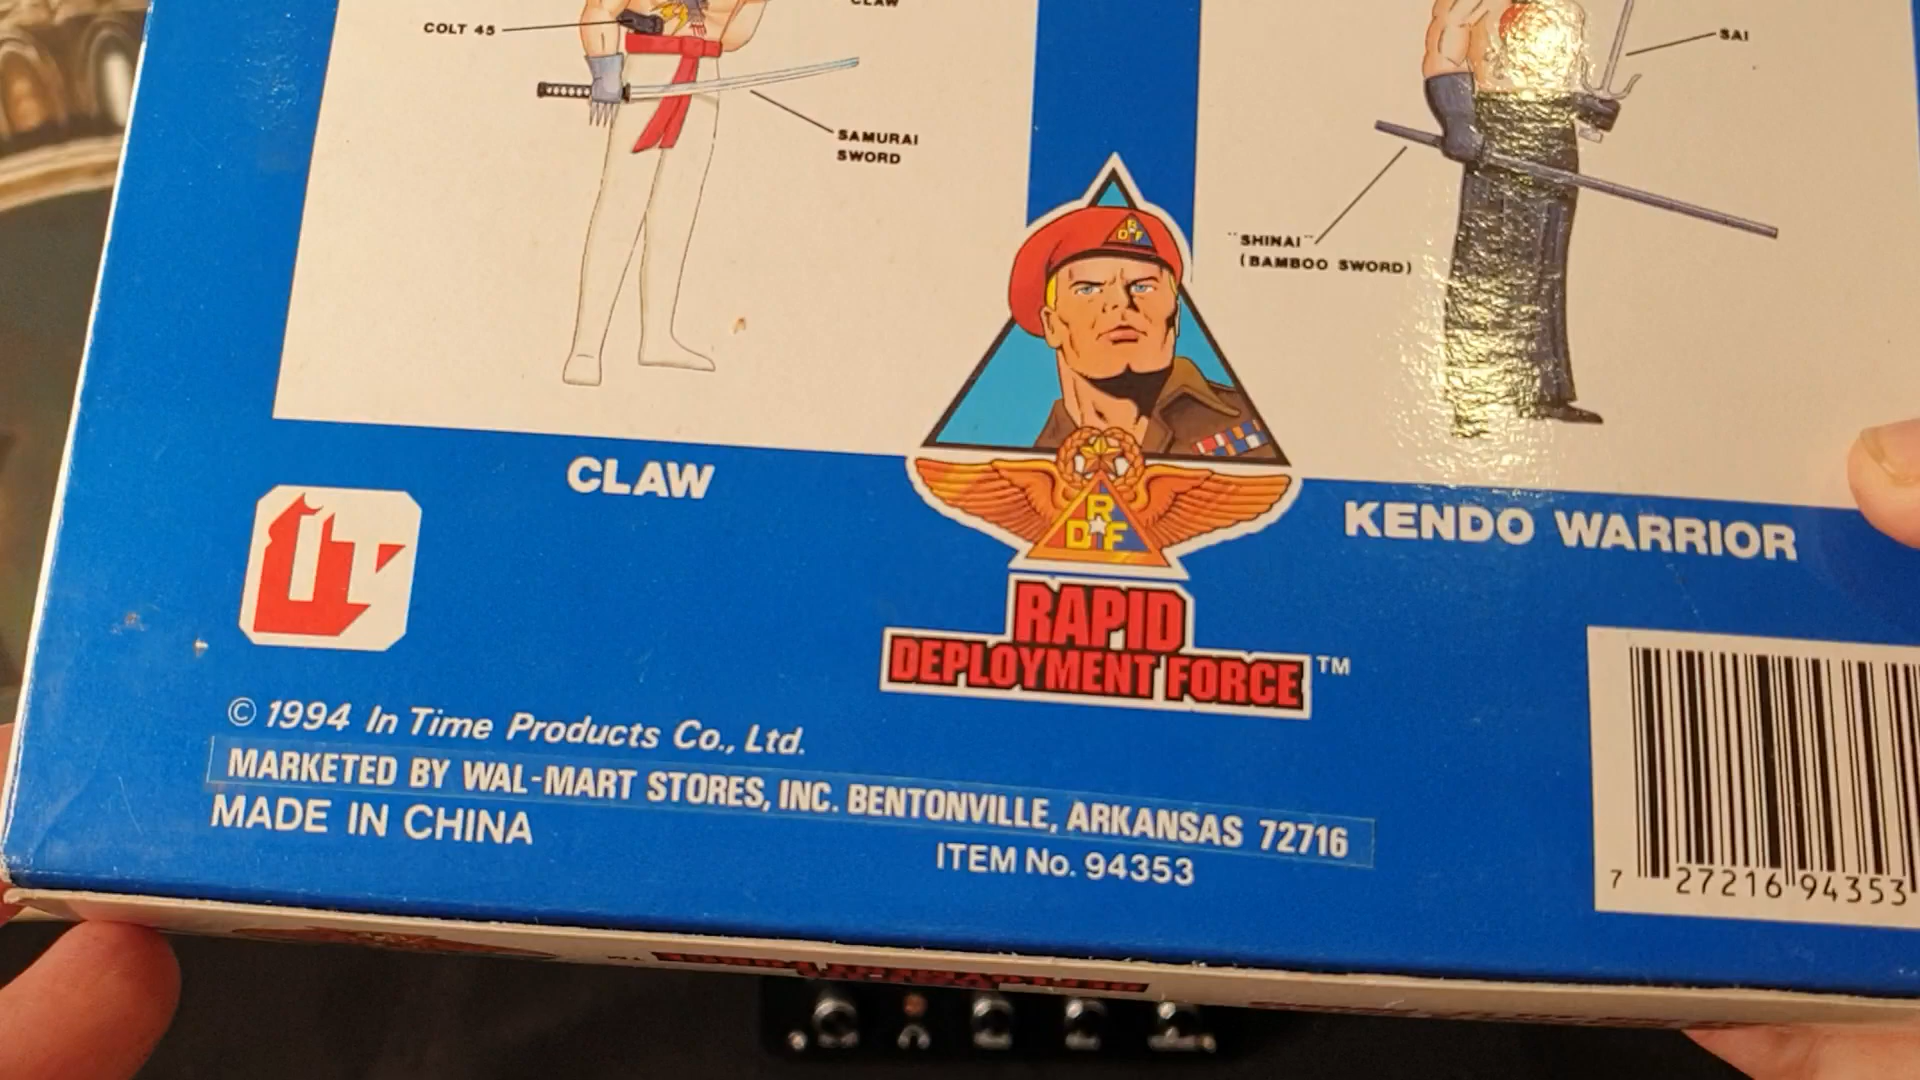 CLAW
COLT 45
SAI
SAMURAI
SWORD
"SHINAI"
(BAMBOO SWORD)
R
D F
CLAW
R
D F
KENDO WARRIOR
IT
RAPID
DEPLOYMENT FORCE™
© 1994 In Time Products Co., Ltd.
MARKETED BY WAL-MART STORES, INC. BENTONVILLE, ARKANSAS 72716
MADE IN CHINA
ITEM No. 94353
7 27216 94353